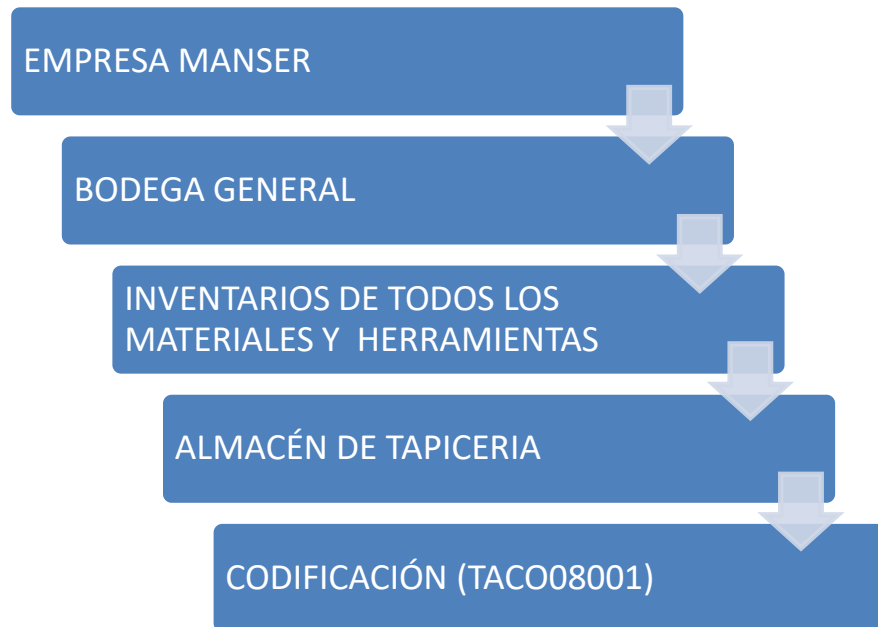 EMPRESA MANSER
BODEGA GENERAL
INVENTARIOS DE TODOS LOS
MATERIALES Y  HERRAMIENTAS
ALMACÉN DE TAPICERIA
CODIFICACIÓN (TACO08001)